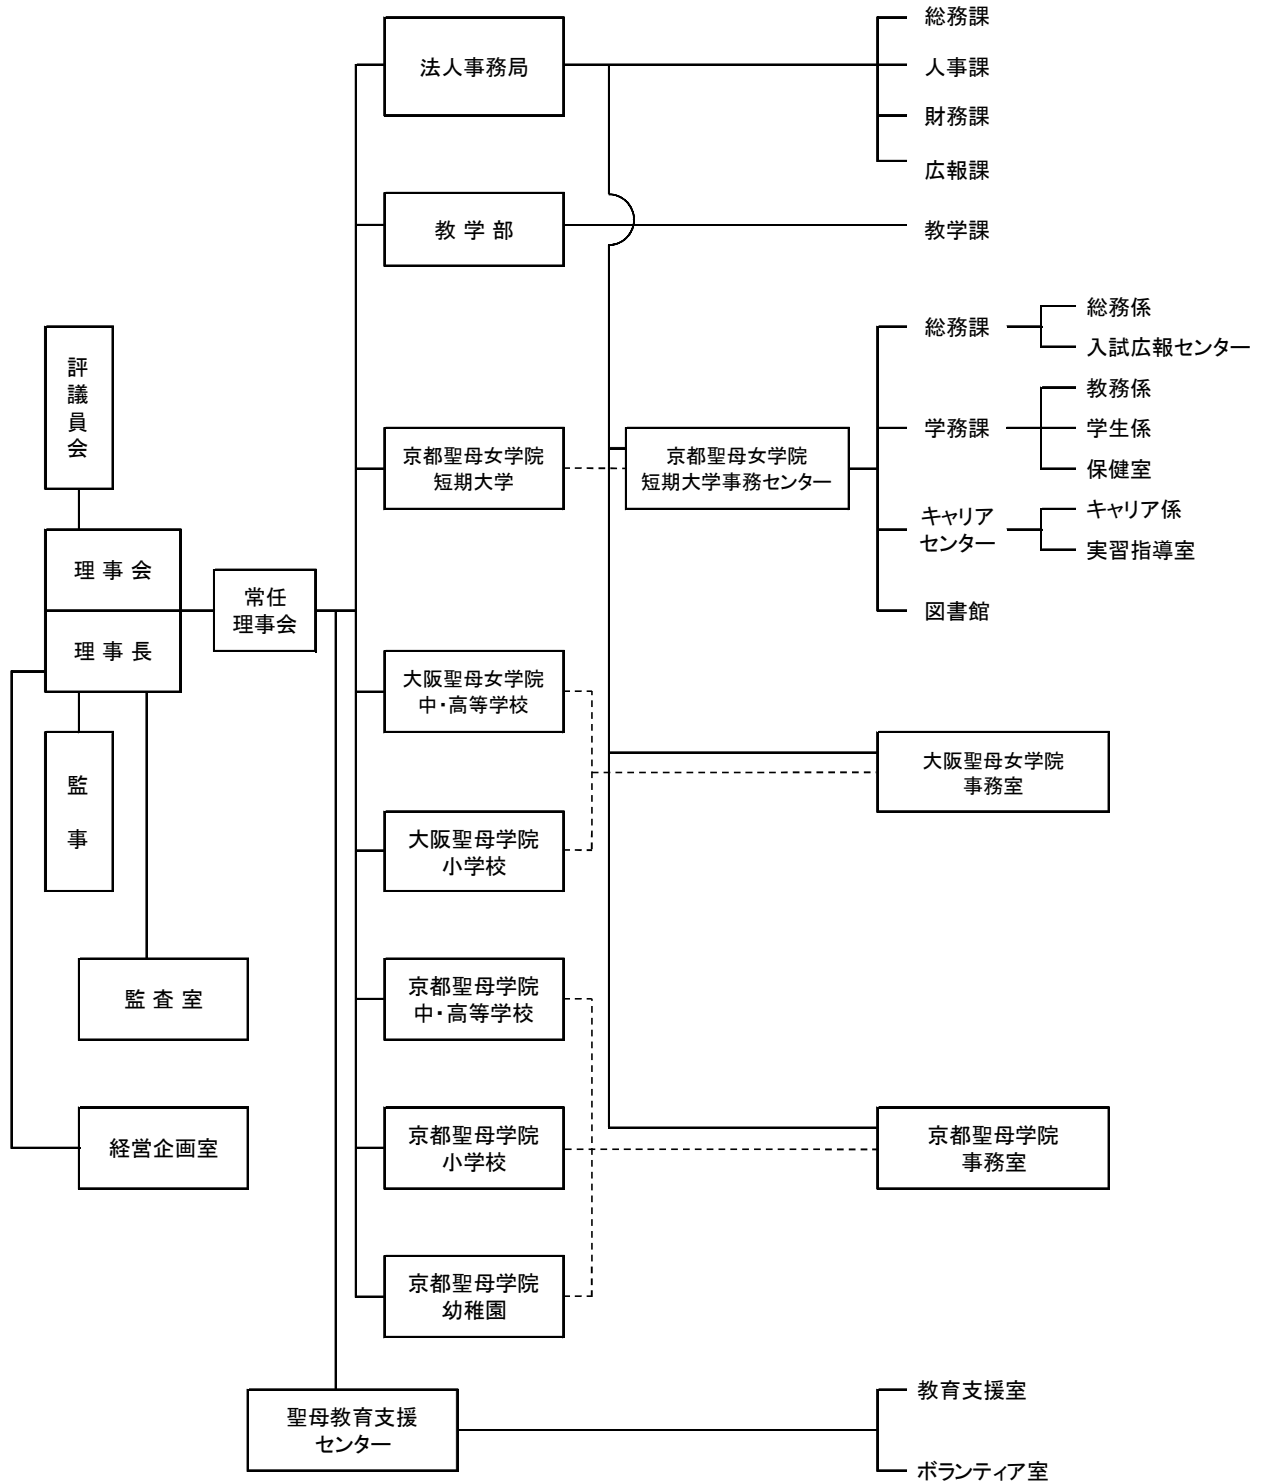 総務課
法人事務局
人事課
財務課
広報課
教学部
教学課
総務係
総務課
入試広報センター
評議員会
教務係
京都聖母女学院
短期大学
京都聖母女学院
短期大学事務センター
学務課
学生係
保健室
キャリア
センター
キャリア係
実習指導室
理事会
常任
理事会
図書館
理事長
大阪聖母女学院
中・高等学校
監事
大阪聖母女学院
事務室
大阪聖母学院
小学校
監査室
京都聖母学院
中・高等学校
経営企画室
京都聖母学院
小学校
京都聖母学院
事務室
京都聖母学院
幼稚園
聖母教育支援
センター
教育支援室
ボランティア室